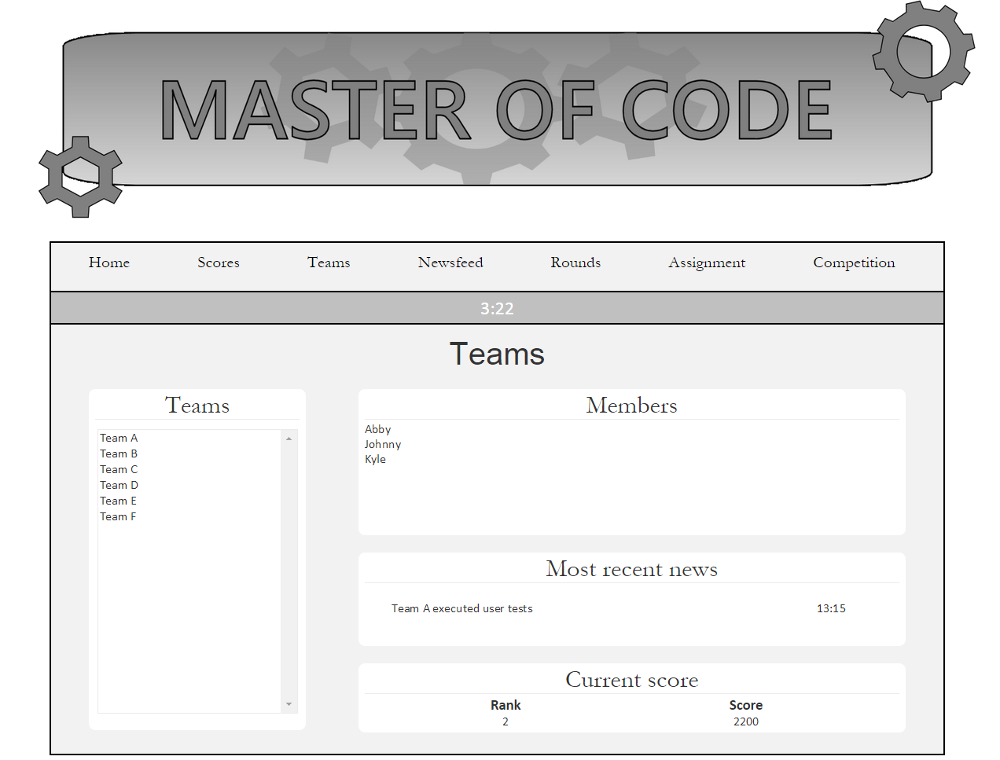 MASTER OF CODE
Home Scores Teams Newsfeed Rounds Assignment Competition
3:22
Teams
Teams
Team A
Team B
Team C
Team D
Team E
Team F
Members
Abby
Johnny
Kyle
Most recent news
Team A executed user tests 13:15
Current score
Rank Score
2 2200